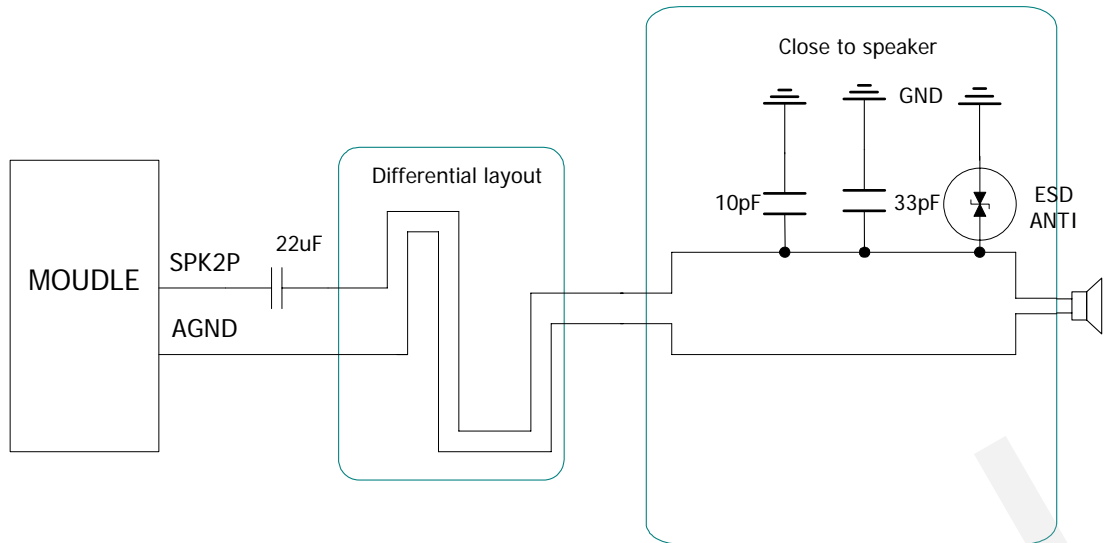 Close to speaker
GND
Differential layout
10pF
33pF
ESD
ANTI
22uF
SPK2P
MOUDLE
AGND